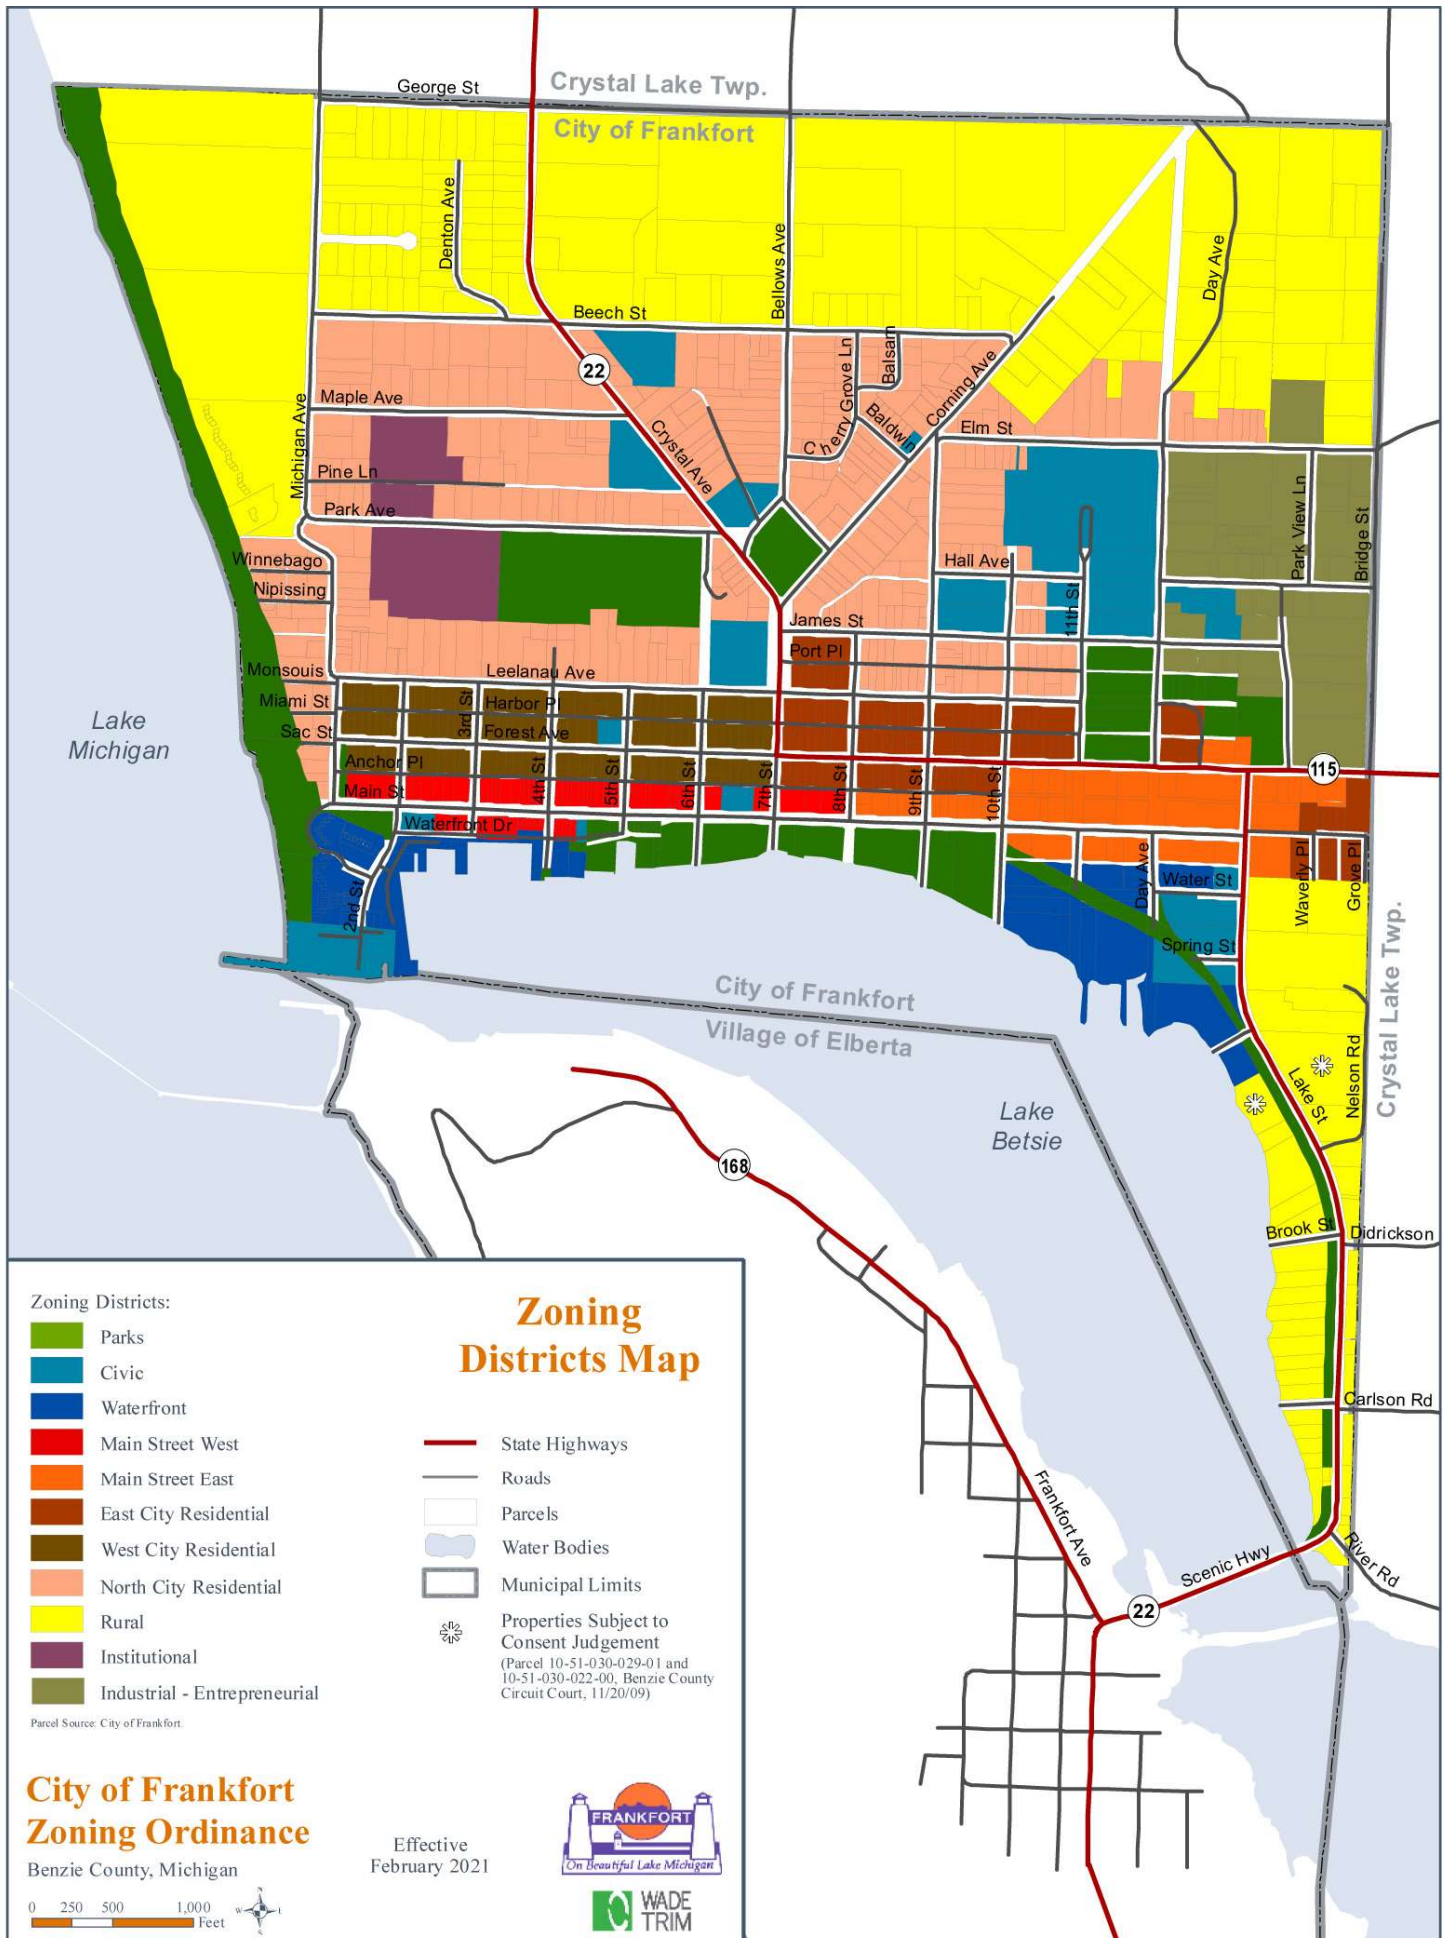 Crystal Lake Twp.
City of Frankfort
George St
Denton Ave
Bellows Ave
Day Ave
Beech St
22
Cherry Grove Ln
Balsam
Corning Ave
Baldwin
Michigan Ave
Maple Ave
Crystal Ave
Elm St
Pine Ln
Park Ave
Park View Ln
Bridge St
Winnebago
Nipissing
Hall Ave
11th St
James St
Port Pl
Monsouis
Leelanau Ave
Miami St
3rd St
Harbor Pl
Sac St
Forest Ave
Lake
Michigan
Anchor Pl
Main St
4th St
5th St
6th St
7th St
8th St
9th St
10th St
115
Waterfront Dr
2nd St
Day Ave
Water St
Waverly Pl
Grove Pl
Spring St
Crystal Lake Twp.
City of Frankfort
Village of Elberta
Lake St
Nelson Rd
Lake
Betsie
168
Brook St
Didrickson
Carlson Rd
Frankfort Ave
Scenic Hwy
River Rd
22
Zoning
Districts Map
Zoning Districts:
Parks
Civic
Waterfront
Main Street West
Main Street East
East City Residential
West City Residential
North City Residential
Rural
Institutional
Industrial - Entrepreneurial
Parcel Source: City of Frankfort.
State Highways
Roads
Parcels
Water Bodies
Municipal Limits
Properties Subject to
Consent Judgement
(Parcel 10-51-030-029-01 and
10-51-030-022-00, Benzie County
Circuit Court, 11/20/09)
City of Frankfort
Zoning Ordinance
Benzie County, Michigan
0 250 500 1,000
Feet
N
W E
S
Effective
February 2021
FRANKFORT
On Beautiful Lake Michigan
WADE
TRIM